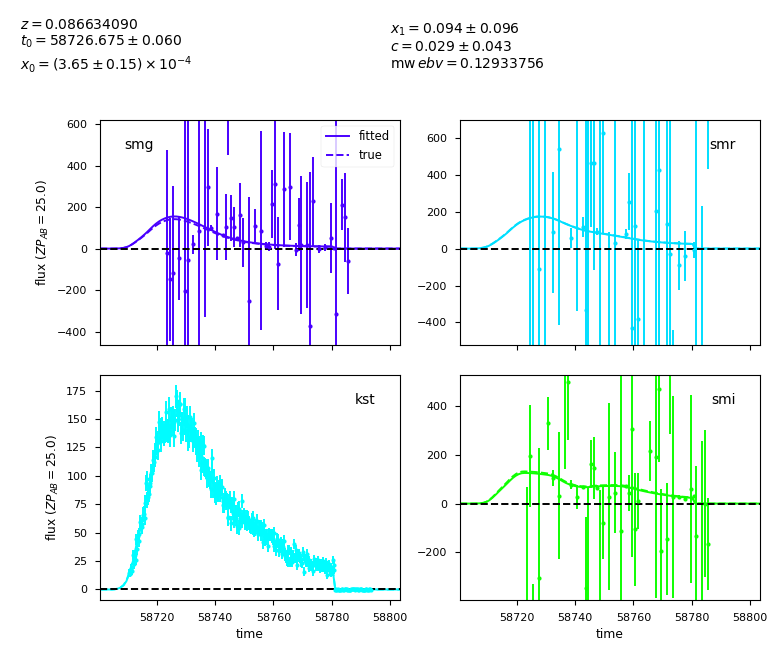 z = 0.086634090
t₀ = 58726.675 ± 0.060
x₀ = (3.65 ± 0.15) × 10⁻⁴
x₁ = 0.094 ± 0.096
c = 0.029 ± 0.043
mw ebv = 0.12933756
smg
fitted
true
600
400
200
0
−200
−400
flux (ZP_AB = 25.0)
smr
600
400
200
0
−200
−400
kst
175
150
125
100
75
50
25
0
flux (ZP_AB = 25.0)
58720 58740 58760 58780 58800
time
smi
400
200
0
−200
58720 58740 58760 58780 58800
time